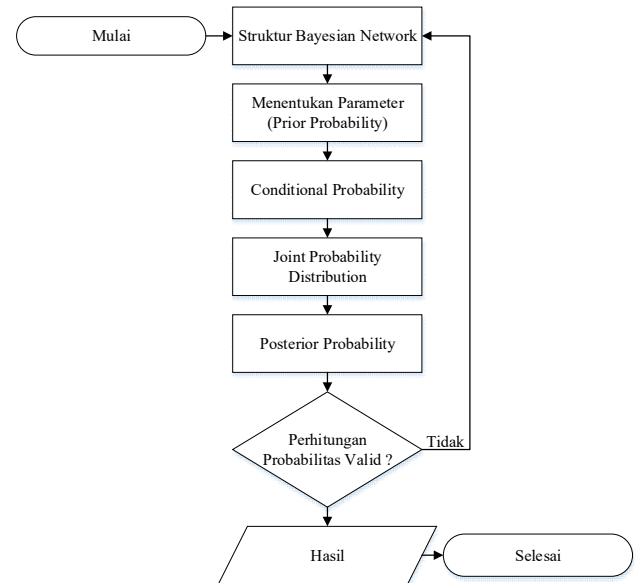 Mulai
Struktur Bayesian Network
Menentukan Parameter
(Prior Probability)
Conditional Probability
Joint Probability
Distribution
Posterior Probability
Perhitungan
Probabilitas Valid ?
Tidak
Hasil
Selesai